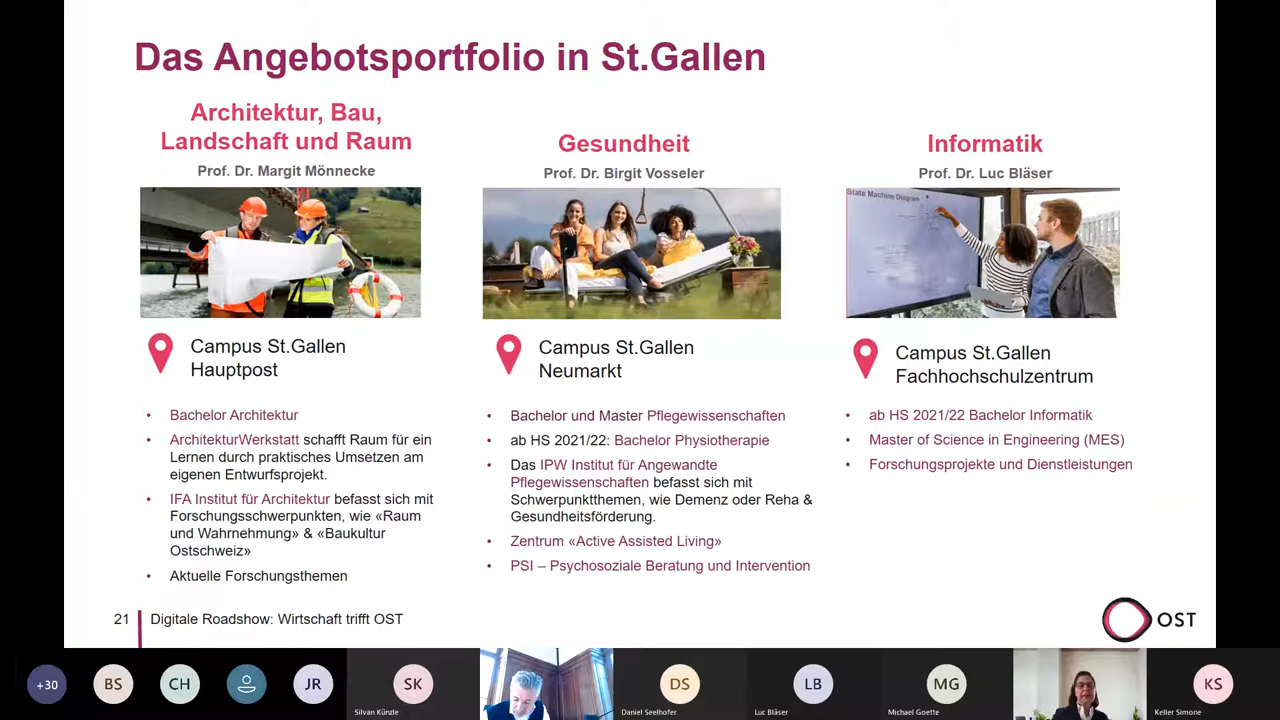 Das Angebotsportfolio in St.Gallen
Architektur, Bau,
Landschaft und Raum
Prof. Dr. Margit Mönnecke
Campus St.Gallen
Hauptpost
• Bachelor Architektur
• ArchitekturWerkstatt schafft Raum für ein
Lernen durch praktisches Umsetzen am
eigenen Entwurfsprojekt.
• IFA Institut für Architektur befasst sich mit
Forschungsschwerpunkten, wie «Raum
und Wahrnehmung» & «Baukultur
Ostschweiz»
• Aktuelle Forschungsthemen
Gesundheit
Prof. Dr. Birgit Vosseler
Campus St.Gallen
Neumarkt
• Bachelor und Master Pflegewissenschaften
• ab HS 2021/22: Bachelor Physiotherapie
• Das IPW Institut für Angewandte
Pflegewissenschaften befasst sich mit
Schwerpunktthemen, wie Demenz oder Reha &
Gesundheitsförderung.
• Zentrum «Active Assisted Living»
• PSI – Psychosoziale Beratung und Intervention
Informatik
Prof. Dr. Luc Bläser
State Machine Diagram
Campus St.Gallen
Fachhochschulzentrum
• ab HS 2021/22 Bachelor Informatik
• Master of Science in Engineering (MES)
• Forschungsprojekte und Dienstleistungen
21 Digitale Roadshow: Wirtschaft trifft OST
OST
+30
BS
CH
JR
SK
Silvan Künzle
DS
Daniel Seelhofer
LB
Luc Bläser
MG
Michael Goette
KS
Keller Simone